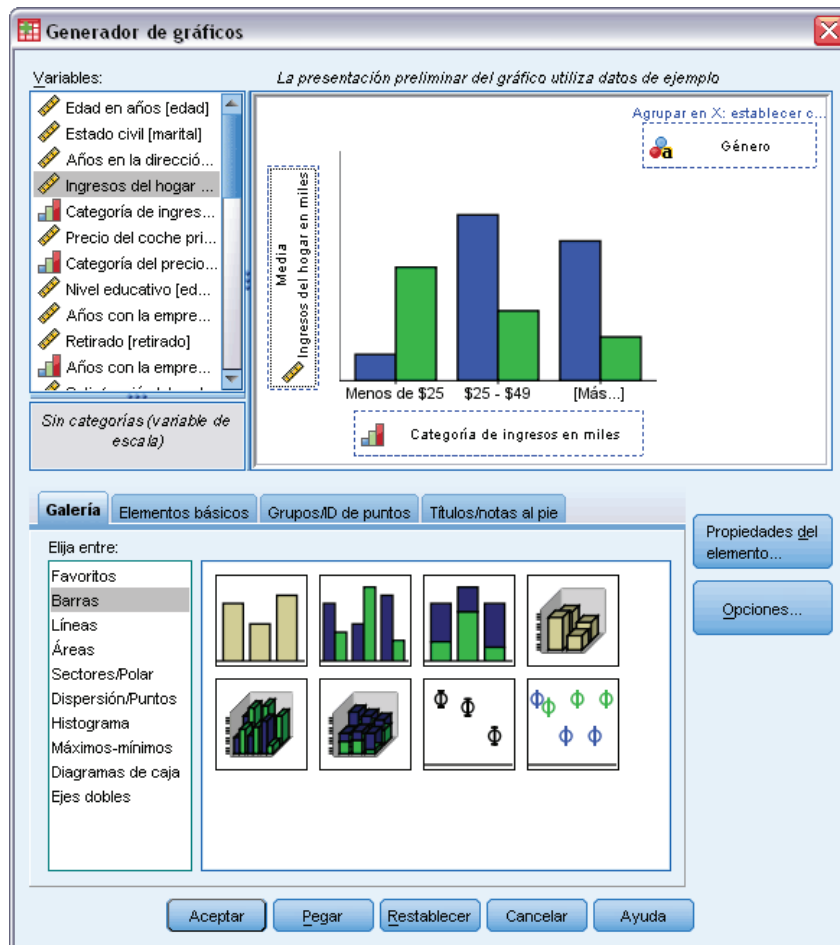 Generador de gráficos
Variables:
La presentación preliminar del gráfico utiliza datos de ejemplo
Edad en años [edad]
Estado civil [marital]
Años en la direcció...
Ingresos del hogar ...
Categoría de ingres...
Precio del coche pri...
Categoría del precio...
Nivel educativo [ed...
Años con la empre...
Retirado [retirado]
Años con la empre...
Sin categorías (variable de
escala)
Agrupar en X: establecer c...
a Género
Media
Ingresos del hogar en miles
Menos de $25 $25 - $49 [Más...]
Categoría de ingresos en miles
Galería Elementos básicos Grupos/ID de puntos Títulos/notas al pie
Elija entre:
Favoritos
Barras
Líneas
Áreas
Sectores/Polar
Dispersión/Puntos
Histograma
Máximos-mínimos
Diagramas de caja
Ejes dobles
Propiedades del
elemento...
Opciones...
Aceptar Pegar Restablecer Cancelar Ayuda